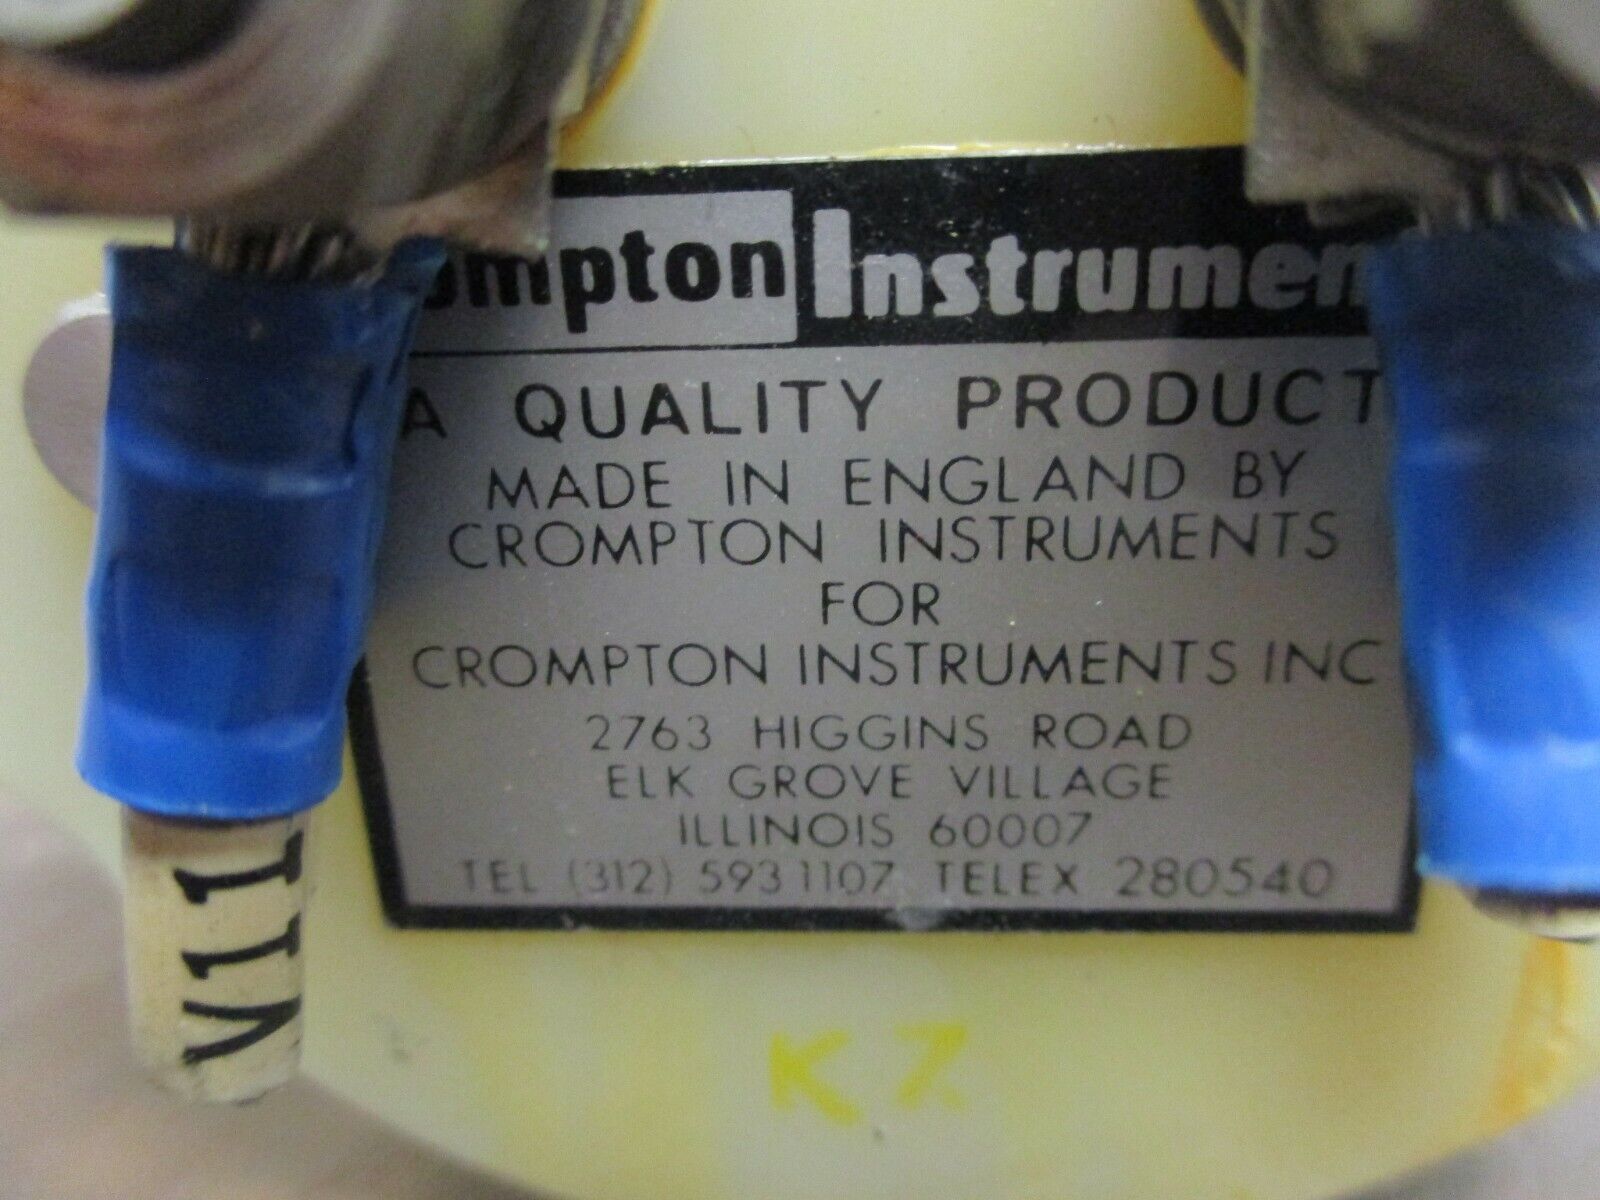 ompton Instrumen
A QUALITY PRODUCT
MADE IN ENGLAND BY
CROMPTON INSTRUMENTS
FOR
CROMPTON INSTRUMENTS INC
2763 HIGGINS ROAD
ELK GROVE VILLAGE
ILLINOIS 60007
TEL (312) 593 1107 TELEX 280540
V11
K7